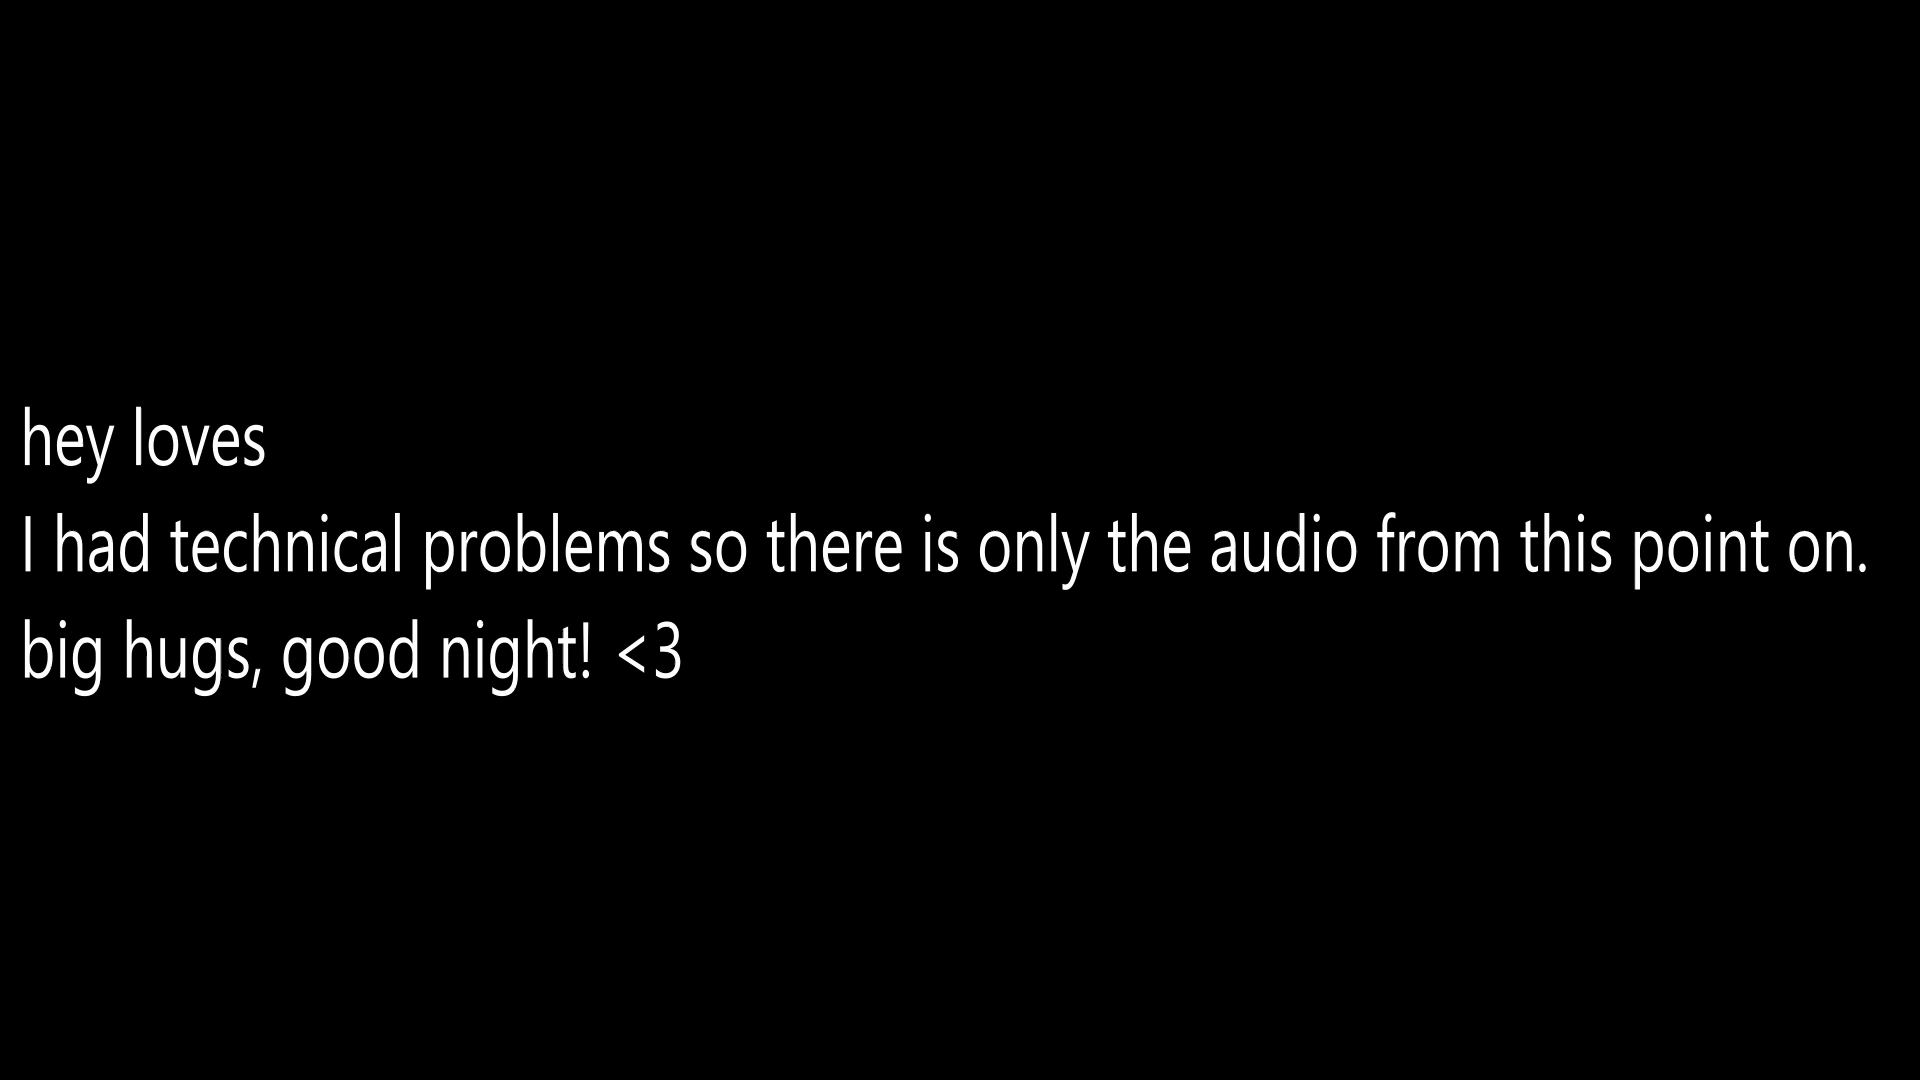 hey loves
I had technical problems so there is only the audio from this point on.
big hugs, good night! <3